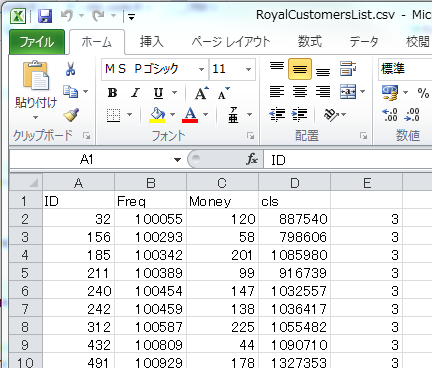 RoyalCustomersList.csv - Mic
ファイル ホーム 挿入 ページ レイアウト 数式 データ 校閲
ＭＳ Ｐゴシック 11 標準
貼り付け B I U A A 亜
クリップボード フォント 配置 数値
A1 fx ID
A B C D E
1 ID Freq Money cls
2 32 100055 120 887540 3
3 156 100293 58 798606 3
4 185 100342 201 1085980 3
5 211 100389 99 916739 3
6 240 100454 147 1032557 3
7 242 100459 138 1036417 3
8 312 100587 225 1055482 3
9 432 100809 44 1090710 3
10 491 100929 178 1327353 3